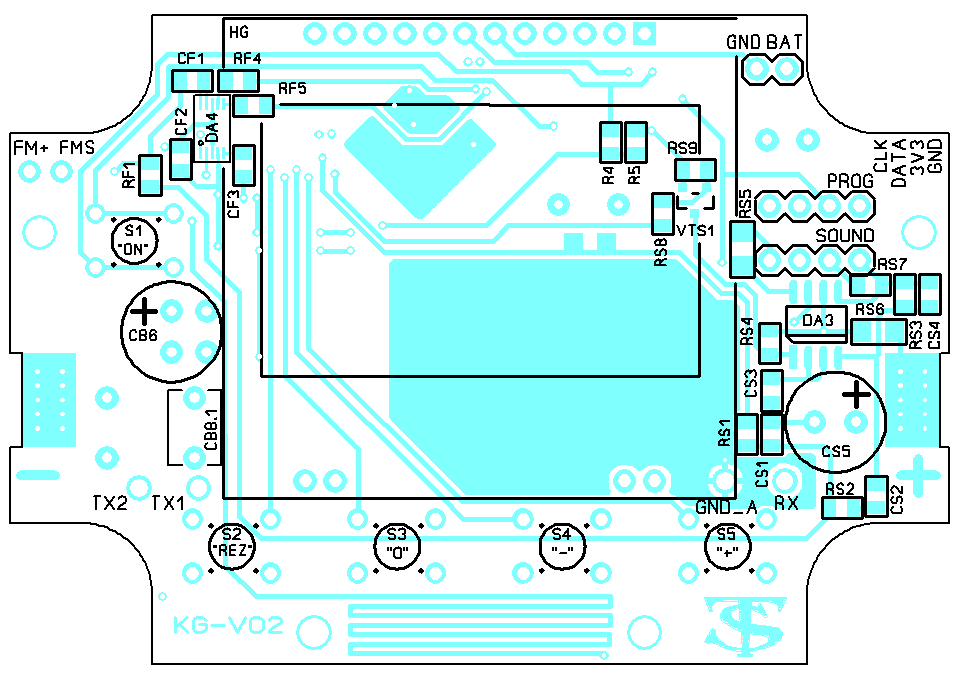 HG
GND BAT
CF1
RF4
RF5
CF2
DA4
CF3
RF1
FM+ FMS
R4
R5
RS9
RS8
VTS1
RS5
CLK
DATA
3V3
GND
PROG
SOUND
S1
"ON"
CB6
RS7
RS6
DA3
RS4
RS3
CS4
CS3
CB8.1
RS1
CS1
CS5
TX2
TX1
GND_A
RX
RS2
CS2
S2
"REZ"
S3
"0"
S4
"-"
S5
"+"
KG-V02
TS